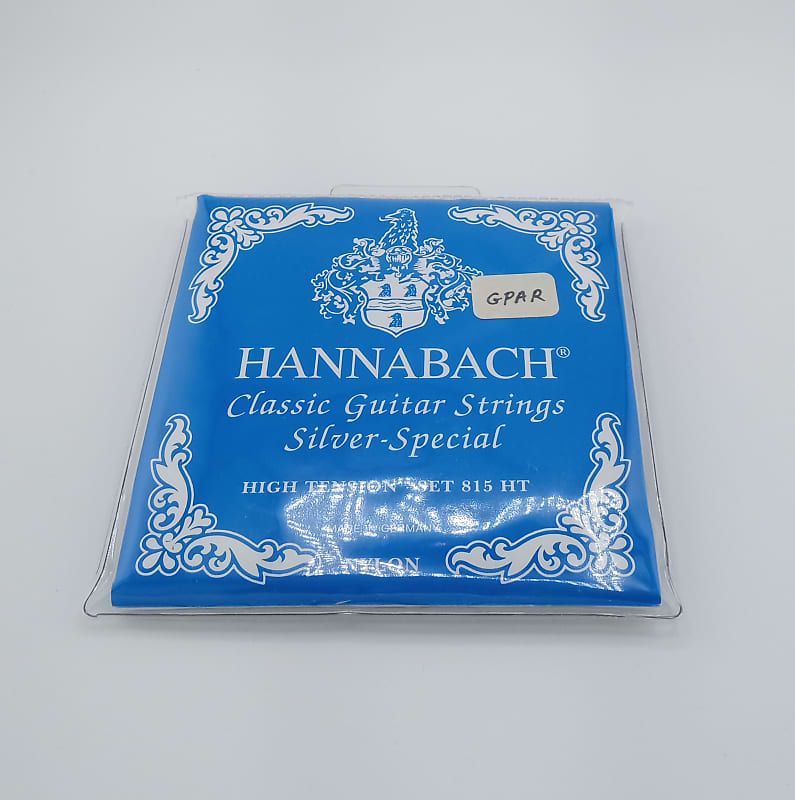 GPAR
HANNABACH®
Classic Guitar Strings
Silver-Special
HIGH TENSION - SET 815 HT
MADE IN GERMANY
NYLON